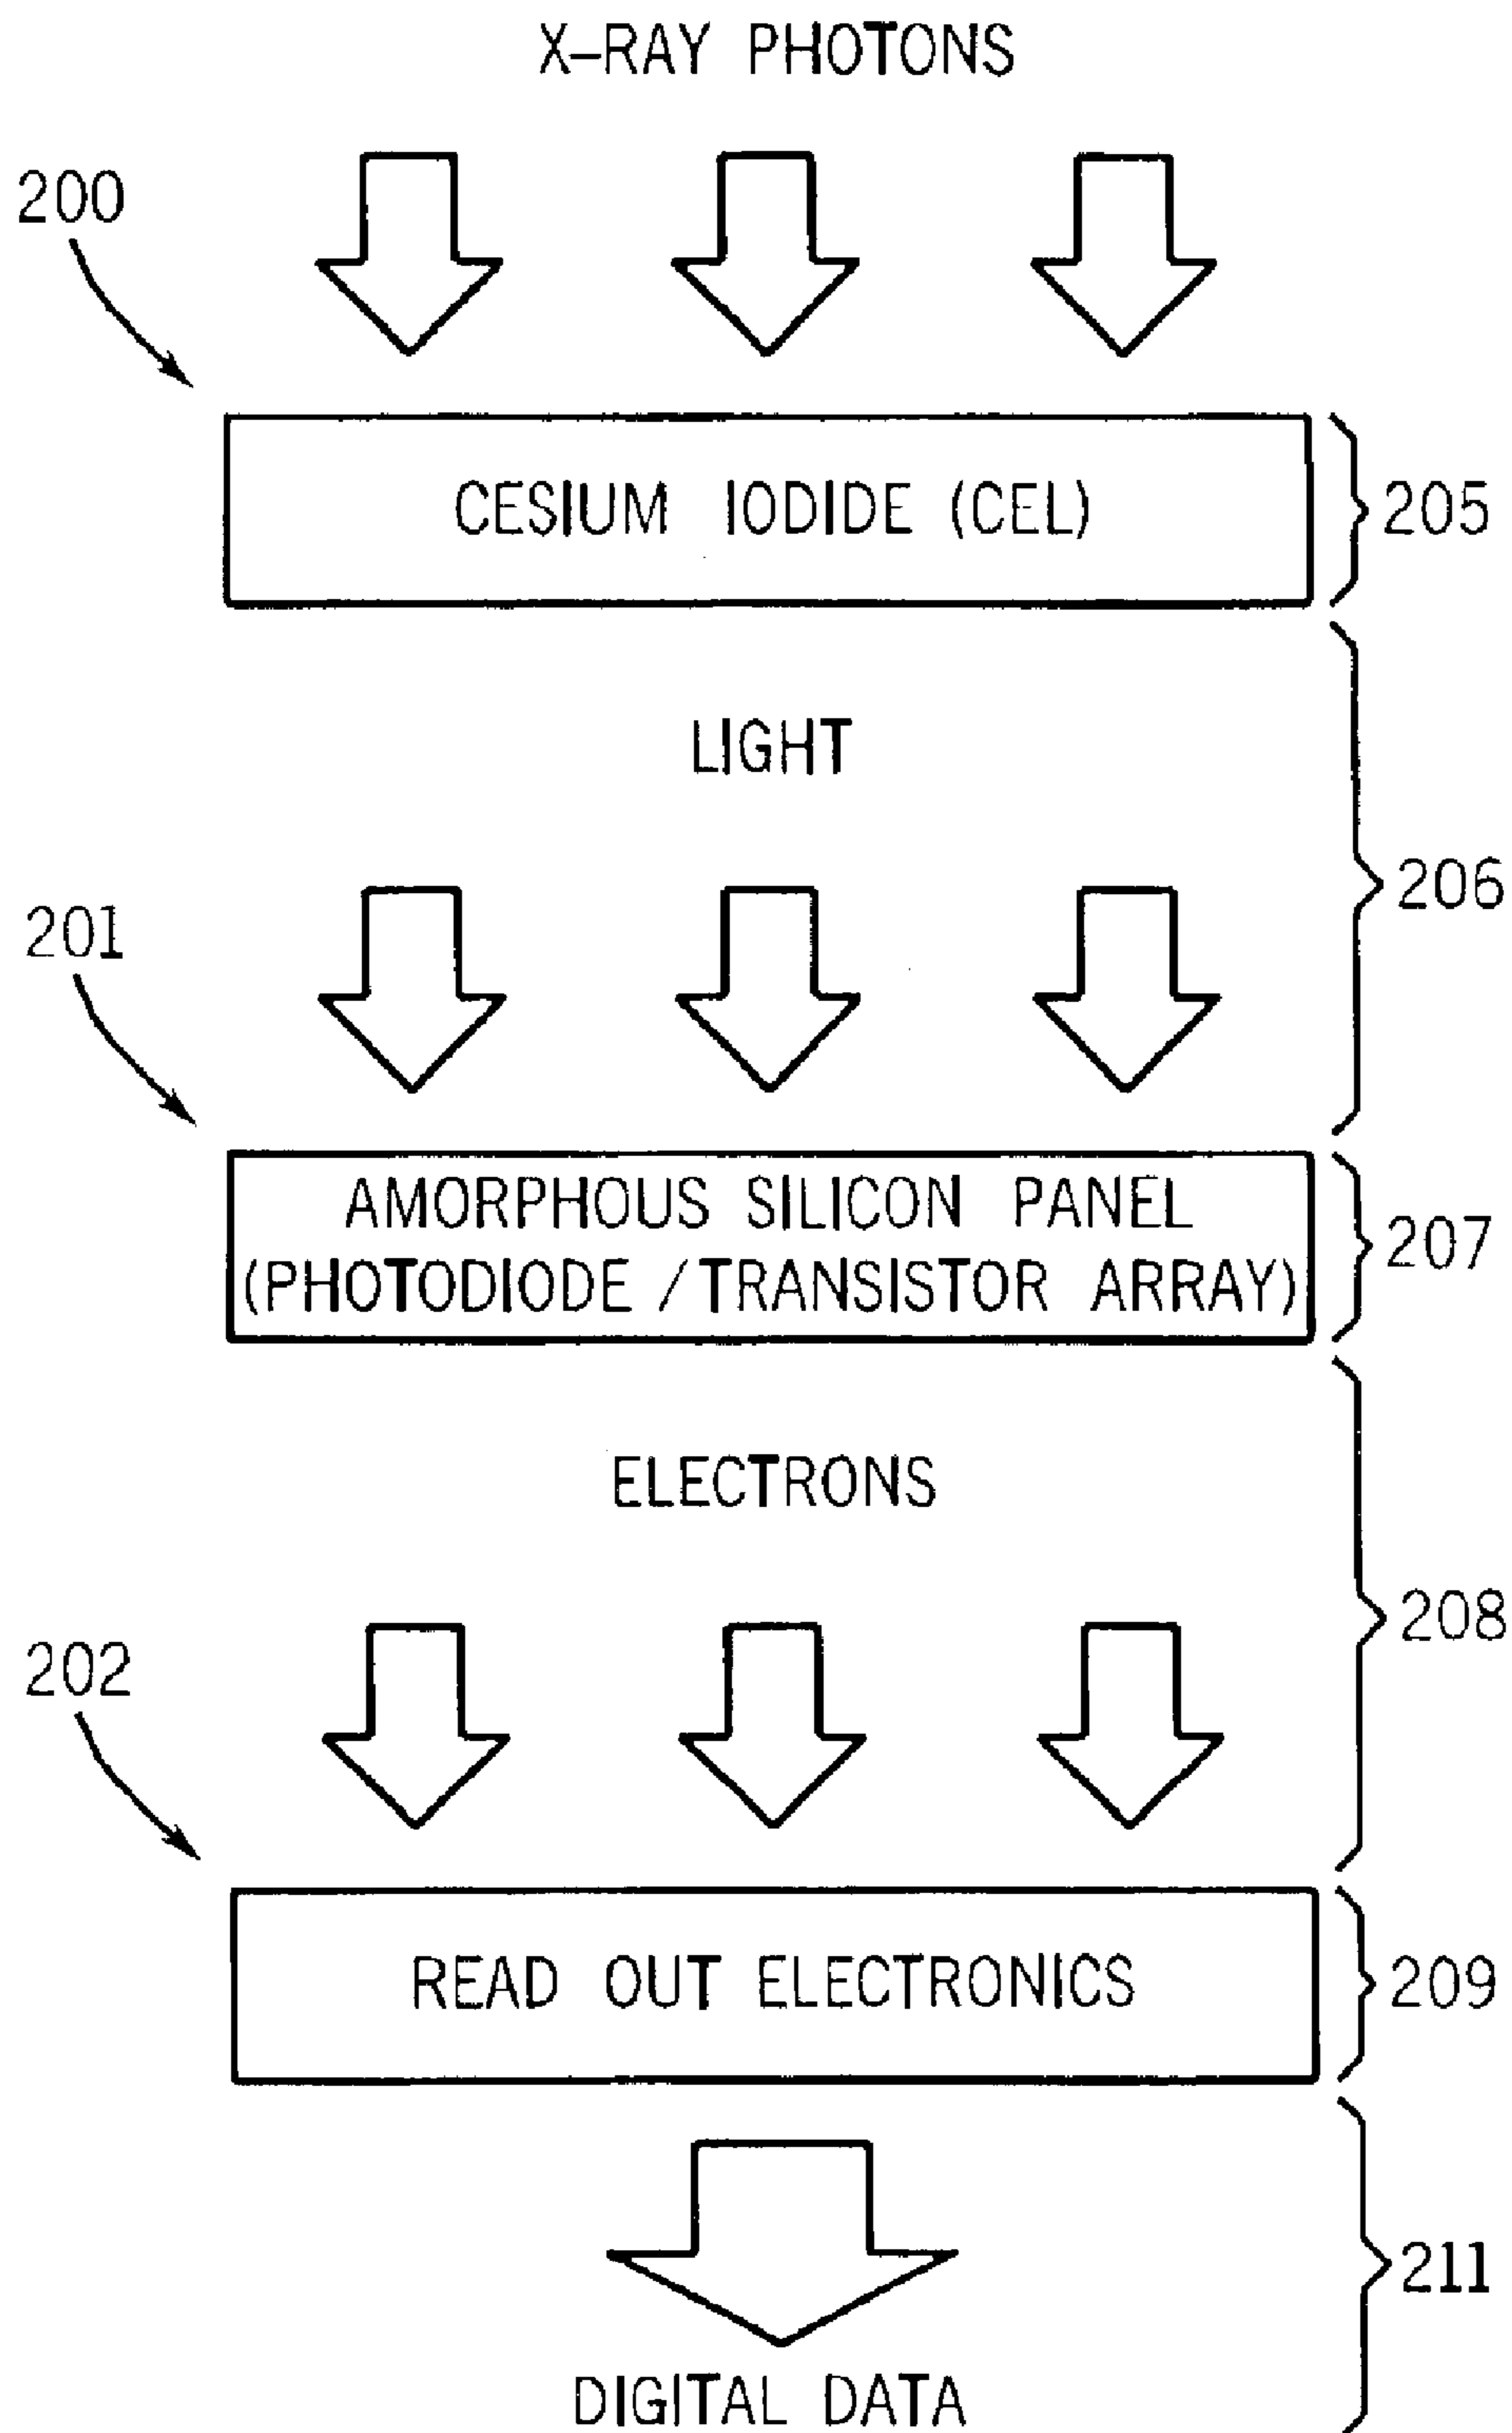 X-RAY PHOTONS
200
CESIUM IODIDE (CEL)
205
LIGHT
206
201
AMORPHOUS SILICON PANEL
(PHOTODIODE / TRANSISTOR ARRAY)
207
ELECTRONS
208
202
READ OUT ELECTRONICS
209
211
DIGITAL DATA